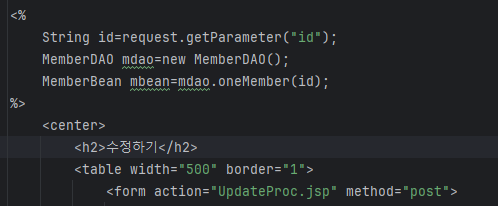 <%
String id=request.getParameter("id");
MemberDAO mdao=new MemberDAO();
MemberBean mbean=mdao.oneMember(id);
%>
<center>
<h2>수정하기</h2>
<table width="500" border="1">
<form action="UpdateProc.jsp" method="post">